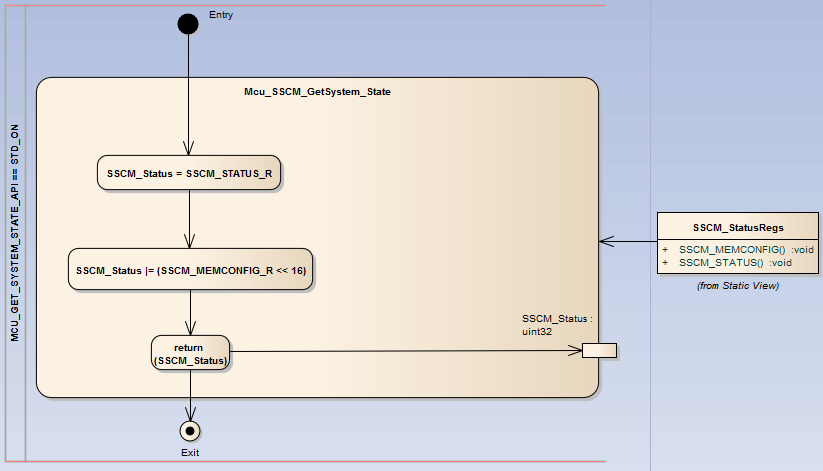 Entry
MCU_GET_SYSTEM_STATE_API == STD_ON
Mcu_SSCM_GetSystem_State
SSCM_Status = SSCM_STATUS_R
SSCM_Status |= (SSCM_MEMCONFIG_R << 16)
return
(SSCM_Status)
SSCM_Status :
uint32
Exit
SSCM_StatusRegs
+ SSCM_MEMCONFIG() :void
+ SSCM_STATUS() :void
(from Static View)